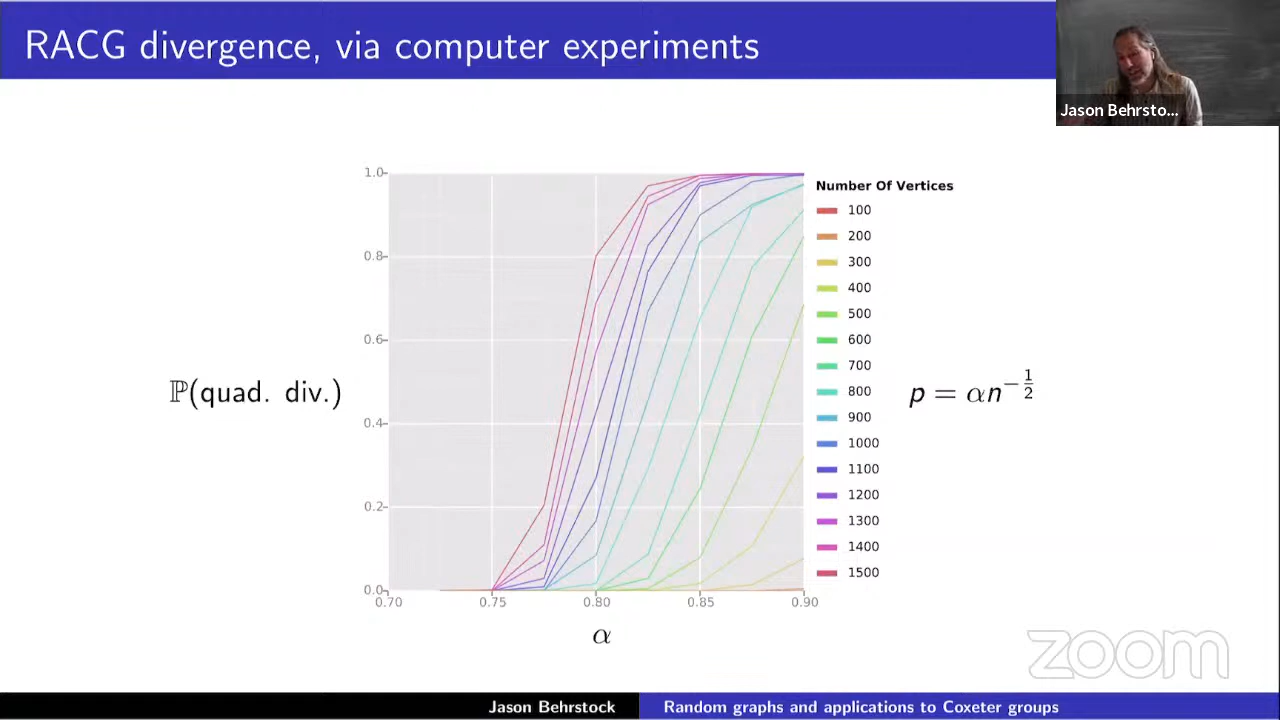 RACG divergence, via computer experiments
Jason Behrsto...
1.0
0.8
0.6
0.4
0.2
0.0
0.70 0.75 0.80 0.85 0.90
α
ℙ(quad. div.)
Number Of Vertices
100
200
300
400
500
600
700
800
900
1000
1100
1200
1300
1400
1500
p = αn^{-\frac{1}{2}}
zoom
Jason Behrstock Random graphs and applications to Coxeter groups